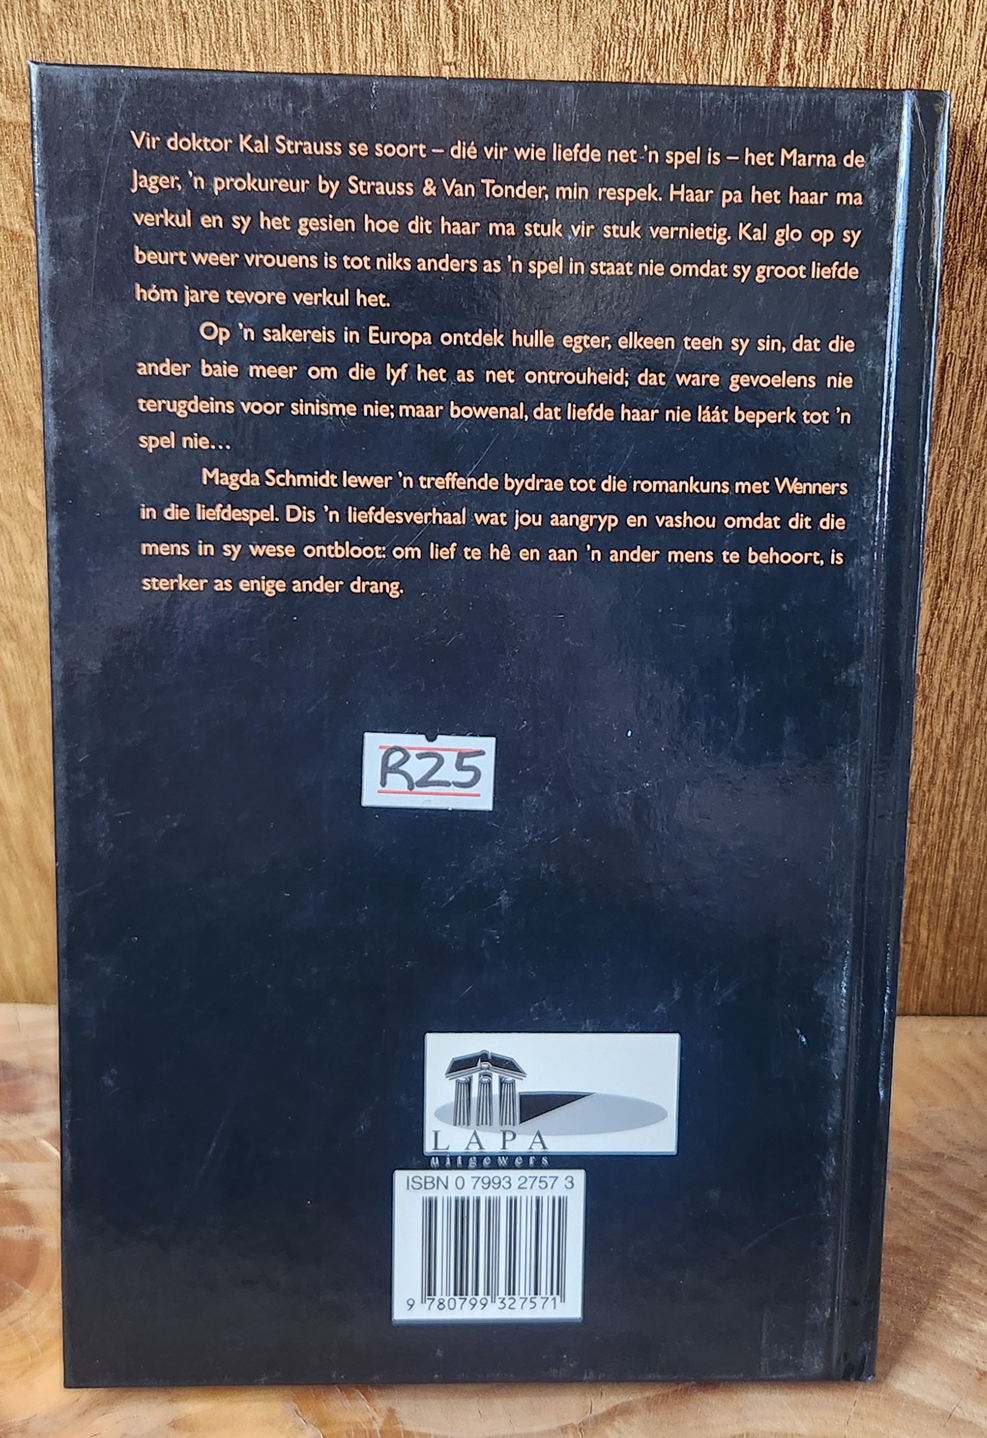 Vir doktor Kal Strauss se soort – dié vir wie liefde net 'n spel is – het Marna de
Jager, 'n prokureur by Strauss & Van Tonder, min respek. Haar pa het haar ma
verkul en sy het gesien hoe dit haar ma stuk vir stuk vernietig. Kal glo op sy
beurt weer vrouens is tot niks anders as 'n spel in staat nie omdat sy groot liefde
hóm jare tevore verkul het.
Op 'n sakereis in Europa ontdek hulle egter, elkeen teen sy sin, dat die
ander baie meer om die lyf het as net ontrouheid; dat ware gevoelens nie
terugdeins voor sinisme nie; maar bowenal, dat liefde haar nie láát beperk tot 'n
spel nie...
Magda Schmidt lewer 'n treffende bydrae tot die romankuns met Wenners
in die liefdespel. Dis 'n liefdesverhaal wat jou aangryp en vashou omdat dit die
mens in sy wese ontbloot: om lief te hê en aan 'n ander mens te behoort, is
sterker as enige ander drang.
R25
LAPA
uitgewers
ISBN 0 7993 2757 3
9 780799 327571